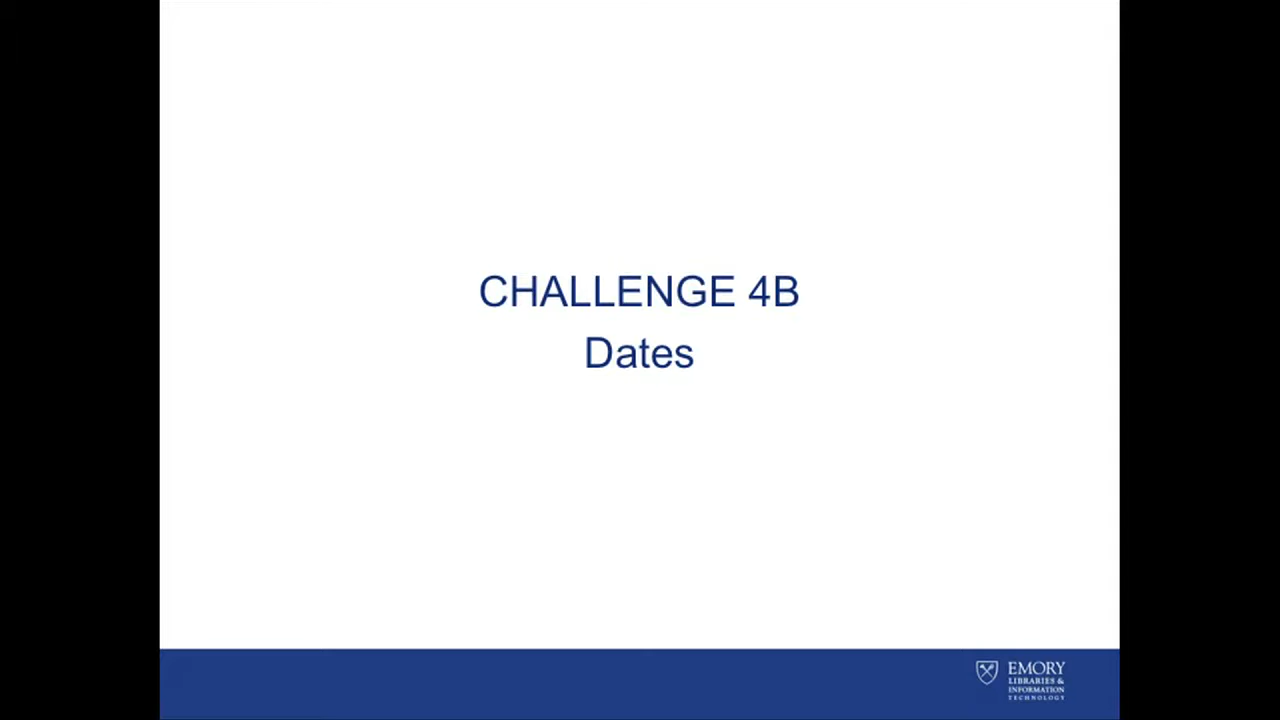 CHALLENGE 4B
Dates
EMORY
LIBRARIES &
INFORMATION
TECHNOLOGY